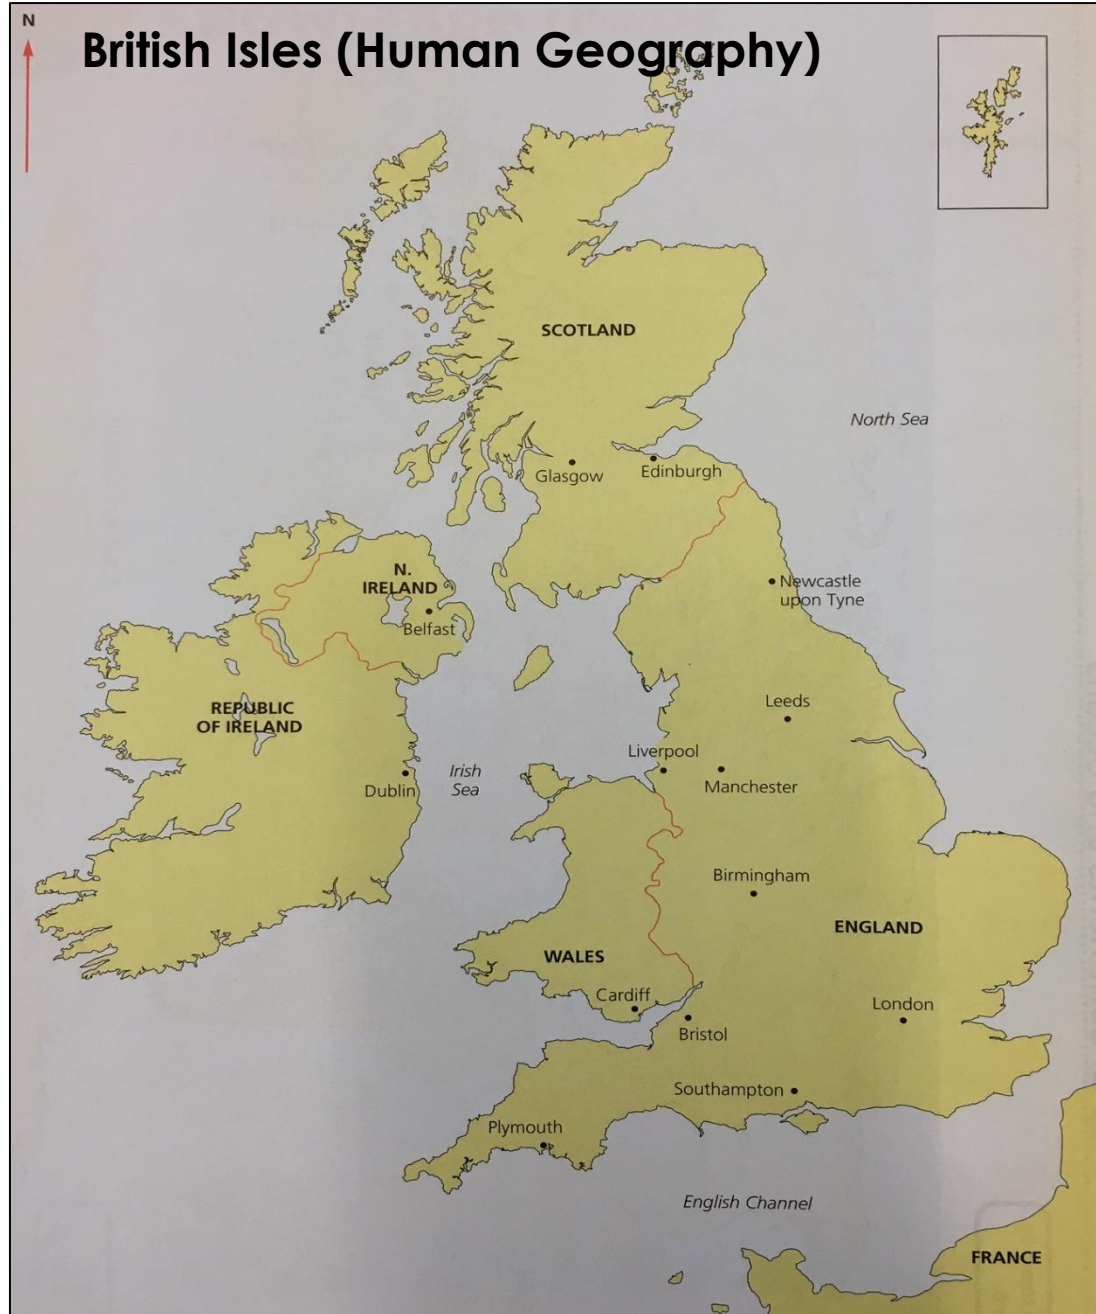 N
British Isles (Human Geography)
SCOTLAND
North Sea
Glasgow
Edinburgh
N.
IRELAND
Belfast
Newcastle
upon Tyne
REPUBLIC
OF IRELAND
Dublin
Irish
Sea
Leeds
Liverpool
Manchester
Birmingham
ENGLAND
WALES
Cardiff
Bristol
London
Southampton
Plymouth
English Channel
FRANCE